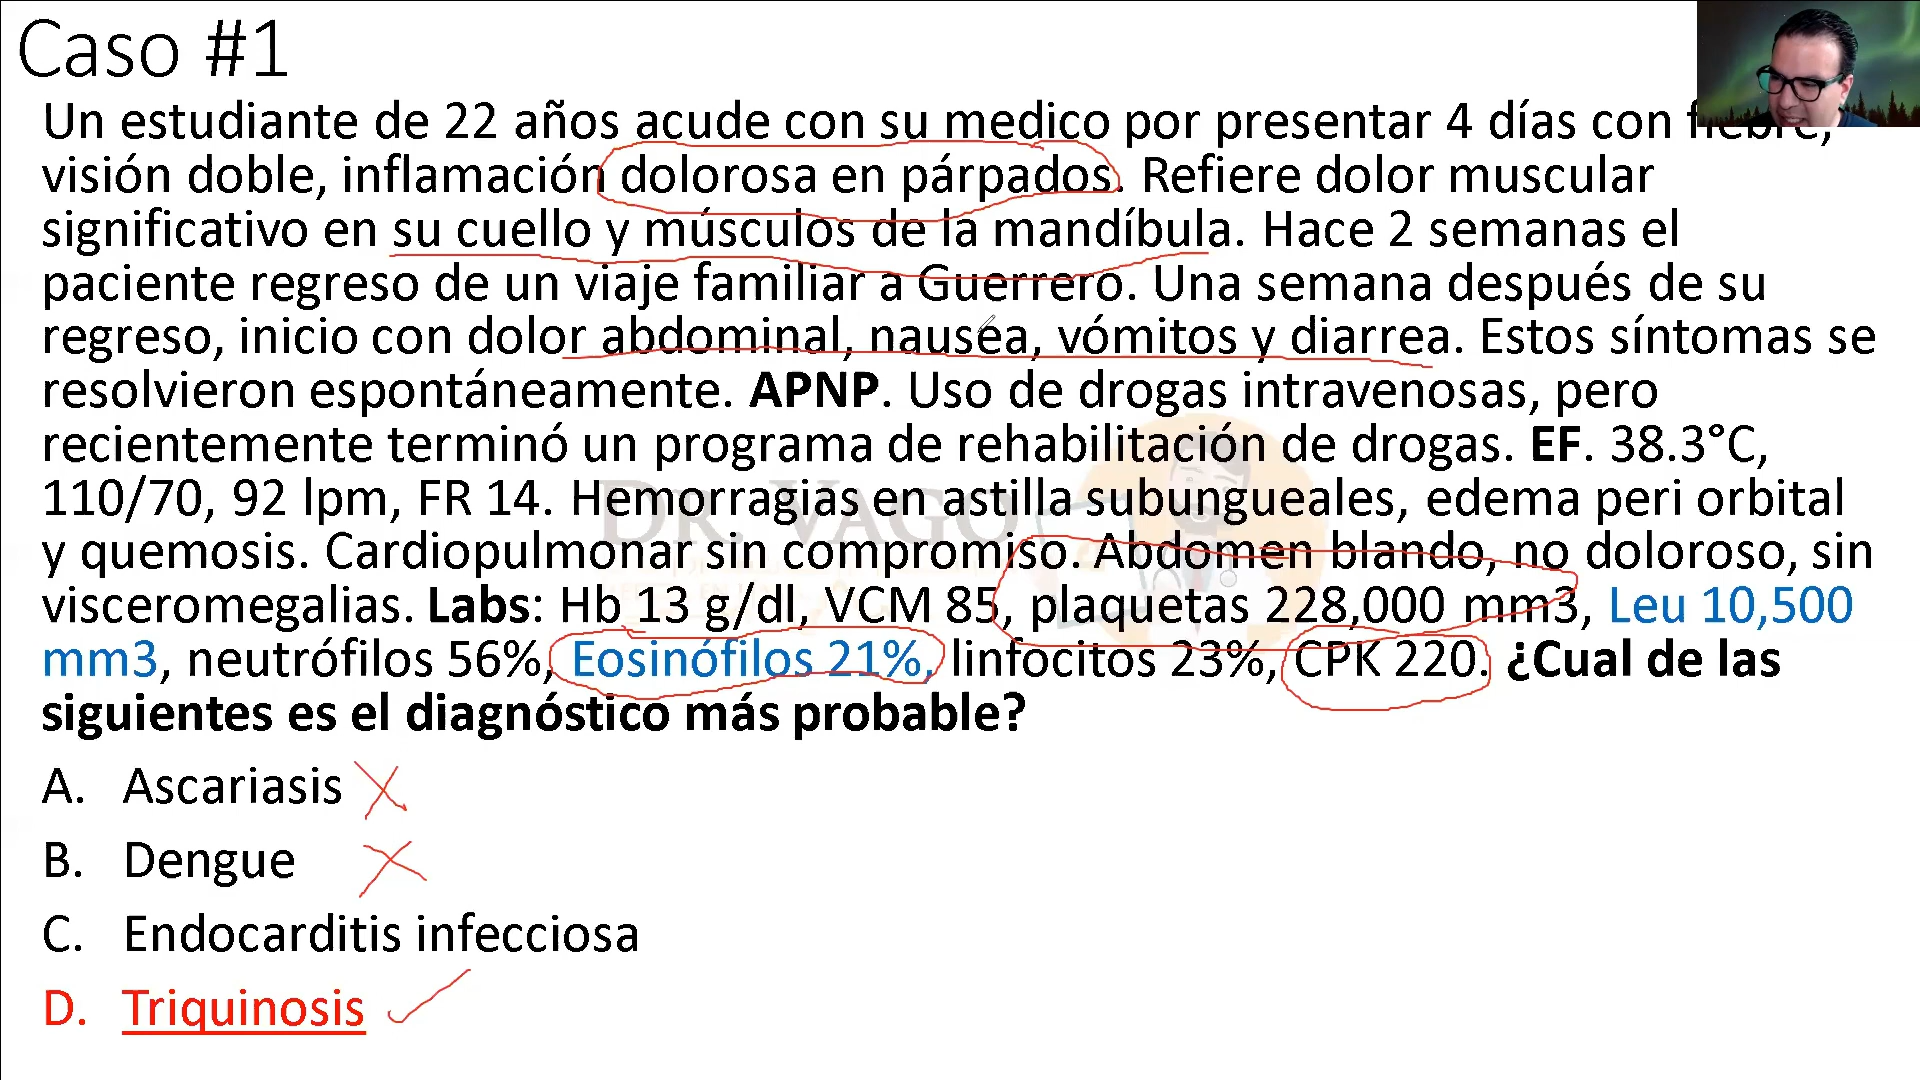 Caso #1
Un estudiante de 22 años acude con su medico por presentar 4 días con fiebre,
visión doble, inflamación dolorosa en párpados. Refiere dolor muscular
significativo en su cuello y músculos de la mandíbula. Hace 2 semanas el
paciente regreso de un viaje familiar a Guerrero. Una semana después de su
regreso, inicio con dolor abdominal, nauséa, vómitos y diarrea. Estos síntomas se
resolvieron espontáneamente. APNP. Uso de drogas intravenosas, pero
recientemente terminó un programa de rehabilitación de drogas. EF. 38.3°C,
110/70, 92 lpm, FR 14. Hemorragias en astilla subungueales, edema peri orbital
y quemosis. Cardiopulmonar sin compromiso. Abdomen blando, no doloroso, sin
visceromegalias. Labs: Hb 13 g/dl, VCM 85, plaquetas 228,000 mm3, Leu 10,500
mm3, neutrófilos 56%, Eosinófilos 21%, linfocitos 23%, CPK 220. ¿Cual de las
siguientes es el diagnóstico más probable?
A. Ascariasis
B. Dengue
C. Endocarditis infecciosa
D. Triquinosis
DR. VAGO